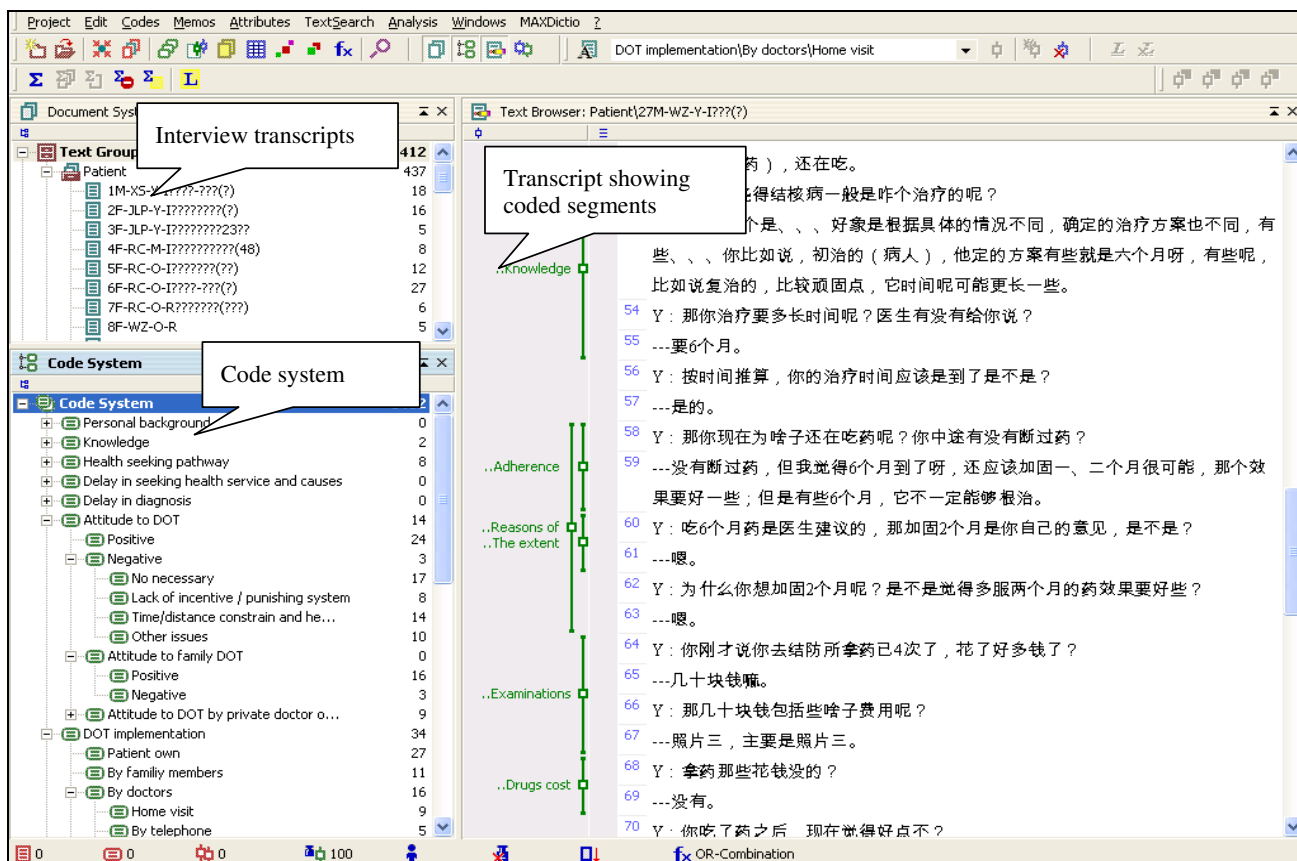 Project Edit Codes Memos Attributes TextSearch Analysis Windows MAXDictio ?
DOT implementation\By doctors\Home visit
Document Sys
Interview transcripts
Text Group
412
Patient 437
18
2F-JLP-Y-I????????(?) 16
3F-JLP-Y-I????????23?? 5
4F-RC-M-I??????????(48) 8
5F-RC-O-I???????(??) 12
6F-RC-O-I????-???(?) 27
7F-RC-O-R???????(???) 6
8F-WZ-O-R 5
Code System
Code system
Code System
Personal background 0
Knowledge 2
Health seeking pathway 8
Delay in seeking health service and causes 0
Delay in diagnosis 0
Attitude to DOT 14
Positive 24
Negative 3
No necessary 17
Lack of incentive / punishing system 8
Time/distance constrain and he... 14
Other issues 10
Attitude to family DOT 0
Positive 16
Negative 3
Attitude to DOT by private doctor o... 9
DOT implementation 34
Patient own 27
By familiy members 11
By doctors 16
Home visit 9
By telephone 5
Text Browser: Patient\27M-WZ-Y-I???(?)
Transcript showing
coded segments
..Knowledge
..Adherence
..Reasons of
..The extent
..Examinations
..Drugs cost
药），还在吃。
得结核病一般是咋个治疗的呢？
个是、、、好象是根据具体的情况不同，确定的治疗方案也不同，有
些、、、你比如说，初治的（病人），他定的方案有些就是六个月呀，有些呢，
比如说复治的，比较顽固点，它时间呢可能更长一些。
54 Y：那你治疗要多长时间呢？医生有没有给你说？
55 ---要6个月。
56 Y：按时间推算，你的治疗时间应该是到了是不是？
57 ---是的。
58 Y：那你现在为啥子还在吃药呢？你中途有没有断过药？
59 ---没有断过药，但我觉得6个月到了呀，还应该加固一、二个月很可能，那个效
果要好一些；但是有些6个月，它不一定能够根治。
60 Y：吃6个月药是医生建议的，那加固2个月是你自己的意见，是不是？
61 ---嗯。
62 Y：为什么你想加固2个月呢？是不是觉得多服两个月的药效果要好些？
63 ---嗯。
64 Y：你刚才说你去结防所拿药已4次了，花了好多钱了？
65 ---几十块钱嘛。
66 Y：那几十块钱包括些啥子费用呢？
67 ---照片三，主要是照片三。
68 Y：拿药那些花钱没的？
69 ---没有。
70 Y：你吃了药之后，现在觉得好点不？
0
0
0
100
OR-Combination